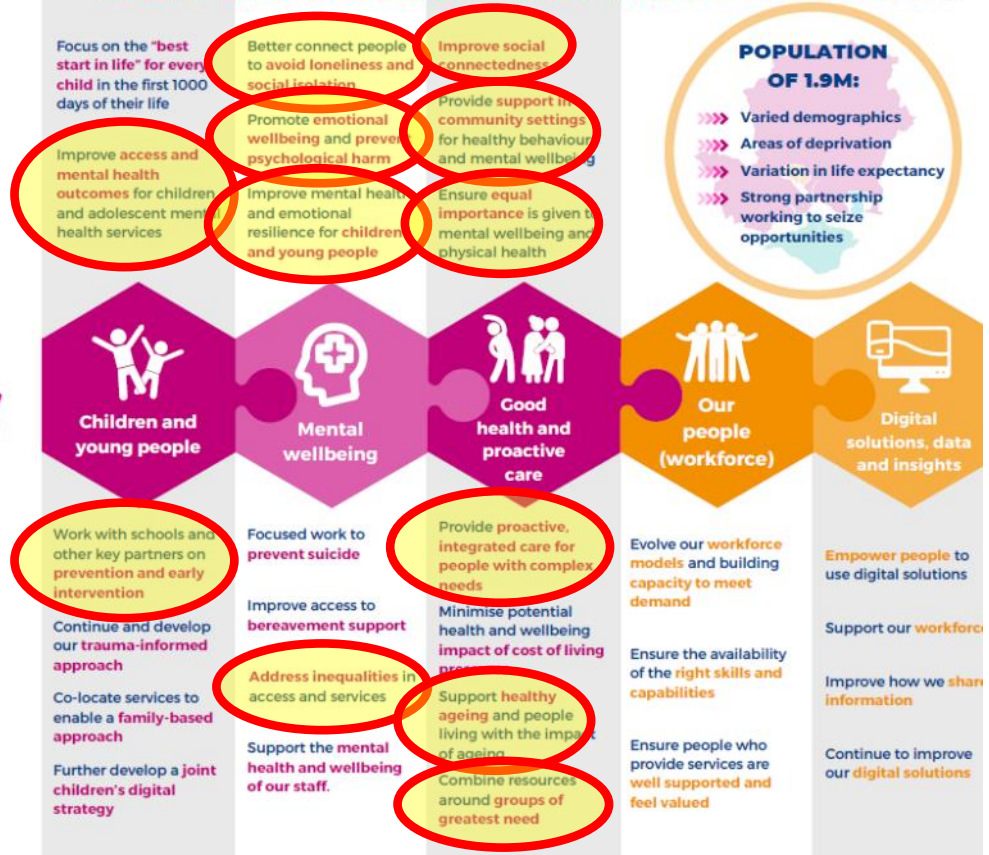 Focus on the "best
start in life" for every
child in the first 1000
days of their life
Improve access and
mental health
outcomes for children
and adolescent mental
health services
Better connect people
to avoid loneliness and
social isolation
Promote emotional
wellbeing and prevent
psychological harm
Improve mental health
and emotional
resilience for children
and young people
Improve social
connectedness
Provide support in
community settings
for healthy behaviour
and mental wellbeing
Ensure equal
importance is given to
mental wellbeing and
physical health
POPULATION
OF 1.9M:
Varied demographics
Areas of deprivation
Variation in life expectancy
Strong partnership
working to seize
opportunities
Children and
young people
Mental
wellbeing
Good
health and
proactive
care
Our
people
(workforce)
Digital
solutions, data
and insights
Work with schools and
other key partners on
prevention and early
intervention
Continue and develop
our trauma-informed
approach
Co-locate services to
enable a family-based
approach
Further develop a joint
children's digital
strategy
Focused work to
prevent suicide
Improve access to
bereavement support
Address inequalities in
access and services
Support the mental
health and wellbeing
of our staff.
Provide proactive,
integrated care for
people with complex
needs
Minimise potential
health and wellbeing
impact of cost of living
Support healthy
ageing and people
living with the impact
of ageing
Combine resources
around groups of
greatest need
Evolve our workforce
models and building
capacity to meet
demand
Ensure the availability
of the right skills and
capabilities
Ensure people who
provide services are
well supported and
feel valued
Empower people to
use digital solutions
Support our workforce
Improve how we share
information
Continue to improve
our digital solutions